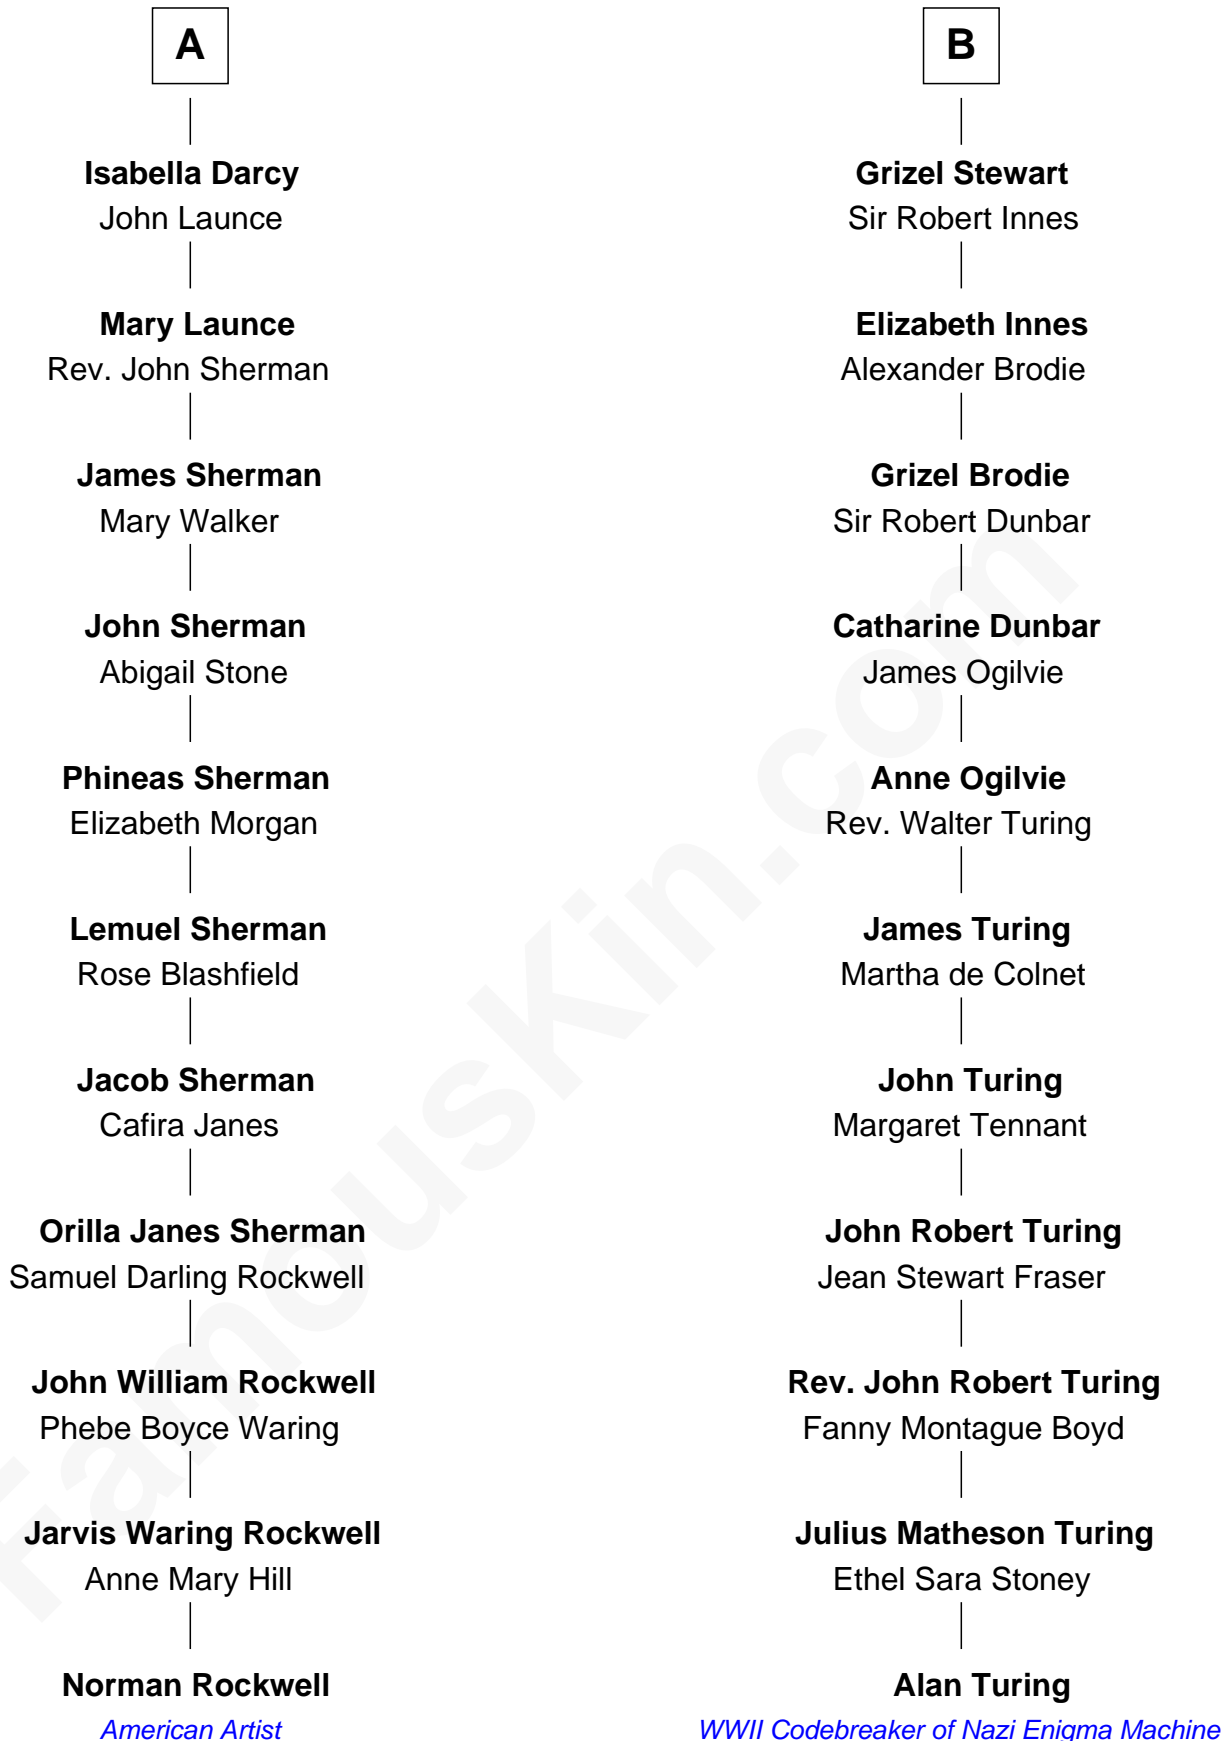 A
Isabella Darcy
John Launce
Mary Launce
Rev. John Sherman
James Sherman
Mary Walker
John Sherman
Abigail Stone
Phineas Sherman
Elizabeth Morgan
Lemuel Sherman
Rose Blashfield
Jacob Sherman
Cafira Janes
Orilla Janes Sherman
Samuel Darling Rockwell
John William Rockwell
Phebe Boyce Waring
Jarvis Waring Rockwell
Anne Mary Hill
Norman Rockwell
American Artist
B
Grizel Stewart
Sir Robert Innes
Elizabeth Innes
Alexander Brodie
Grizel Brodie
Sir Robert Dunbar
Catharine Dunbar
James Ogilvie
Anne Ogilvie
Rev. Walter Turing
James Turing
Martha de Colnet
John Turing
Margaret Tennant
John Robert Turing
Jean Stewart Fraser
Rev. John Robert Turing
Fanny Montague Boyd
Julius Matheson Turing
Ethel Sara Stoney
Alan Turing
WWII Codebreaker of Nazi Enigma Machine
FamousKin.com